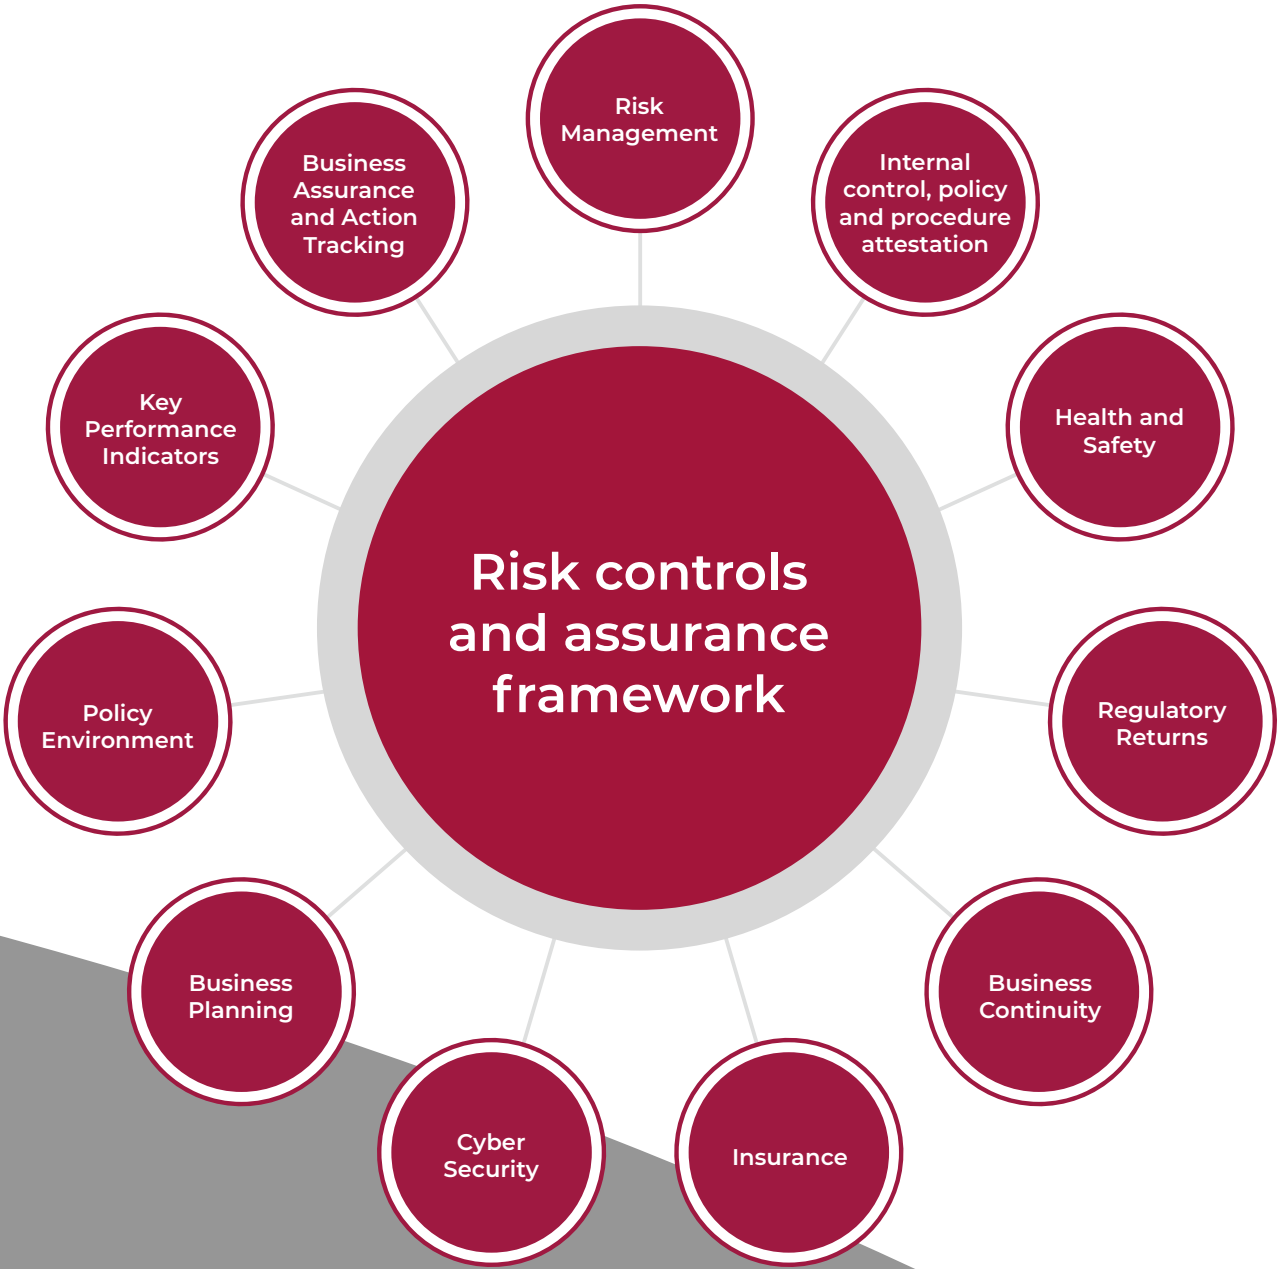 Risk
Management
Internal
control, policy
and procedure
attestation
Health and
Safety
Regulatory
Returns
Business
Continuity
Insurance
Cyber
Security
Business
Planning
Policy
Environment
Key
Performance
Indicators
Business
Assurance
and Action
Tracking
Risk controls
and assurance
framework